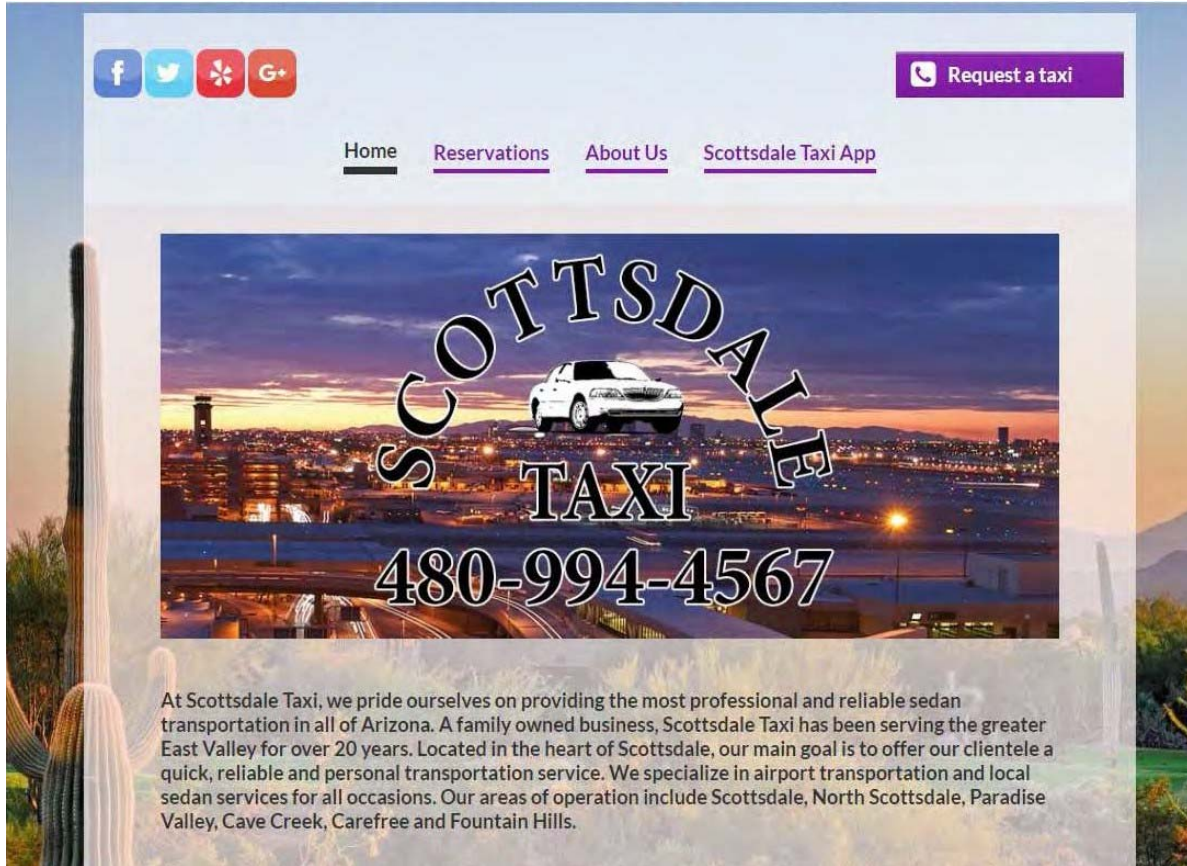 f
G+
Request a taxi
Home Reservations About Us Scottsdale Taxi App
SCOTTSDALE
TAXI
480-994-4567
At Scottsdale Taxi, we pride ourselves on providing the most professional and reliable sedan
transportation in all of Arizona. A family owned business, Scottsdale Taxi has been serving the greater
East Valley for over 20 years. Located in the heart of Scottsdale, our main goal is to offer our clientele a
quick, reliable and personal transportation service. We specialize in airport transportation and local
sedan services for all occasions. Our areas of operation include Scottsdale, North Scottsdale, Paradise
Valley, Cave Creek, Carefree and Fountain Hills.